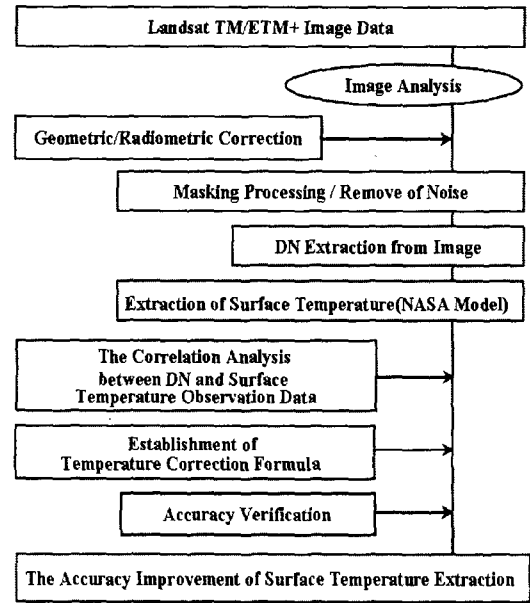 Landsat TM/ETM+ Image Data
Image Analysis
Geometric/Radiometric Correction
Masking Processing / Remove of Noise
DN Extraction from Image
Extraction of Surface Temperature(NASA Model)
The Correlation Analysis
between DN and Surface
Temperature Observation Data
Establishment of
Temperature Correction Formula
Accuracy Verification
The Accuracy Improvement of Surface Temperature Extraction